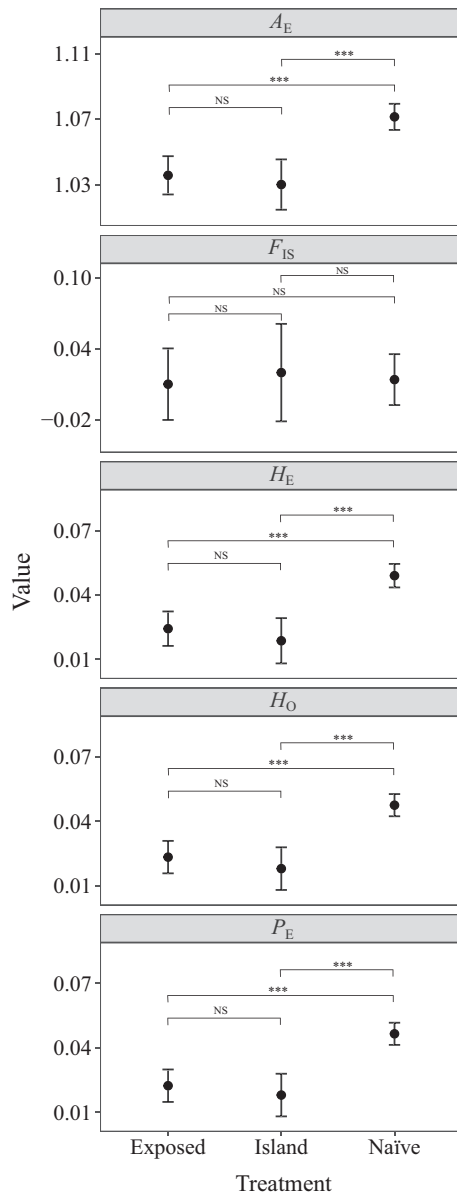 A_E
1.11
***
***
NS
1.07
1.03
F_IS
0.10
NS
NS
NS
0.04
−0.02
H_E
0.07
***
***
NS
0.04
0.01
H_O
0.07
***
***
NS
0.04
0.01
P_E
0.07
***
***
NS
0.04
0.01
Value
Exposed Island Naïve
Treatment